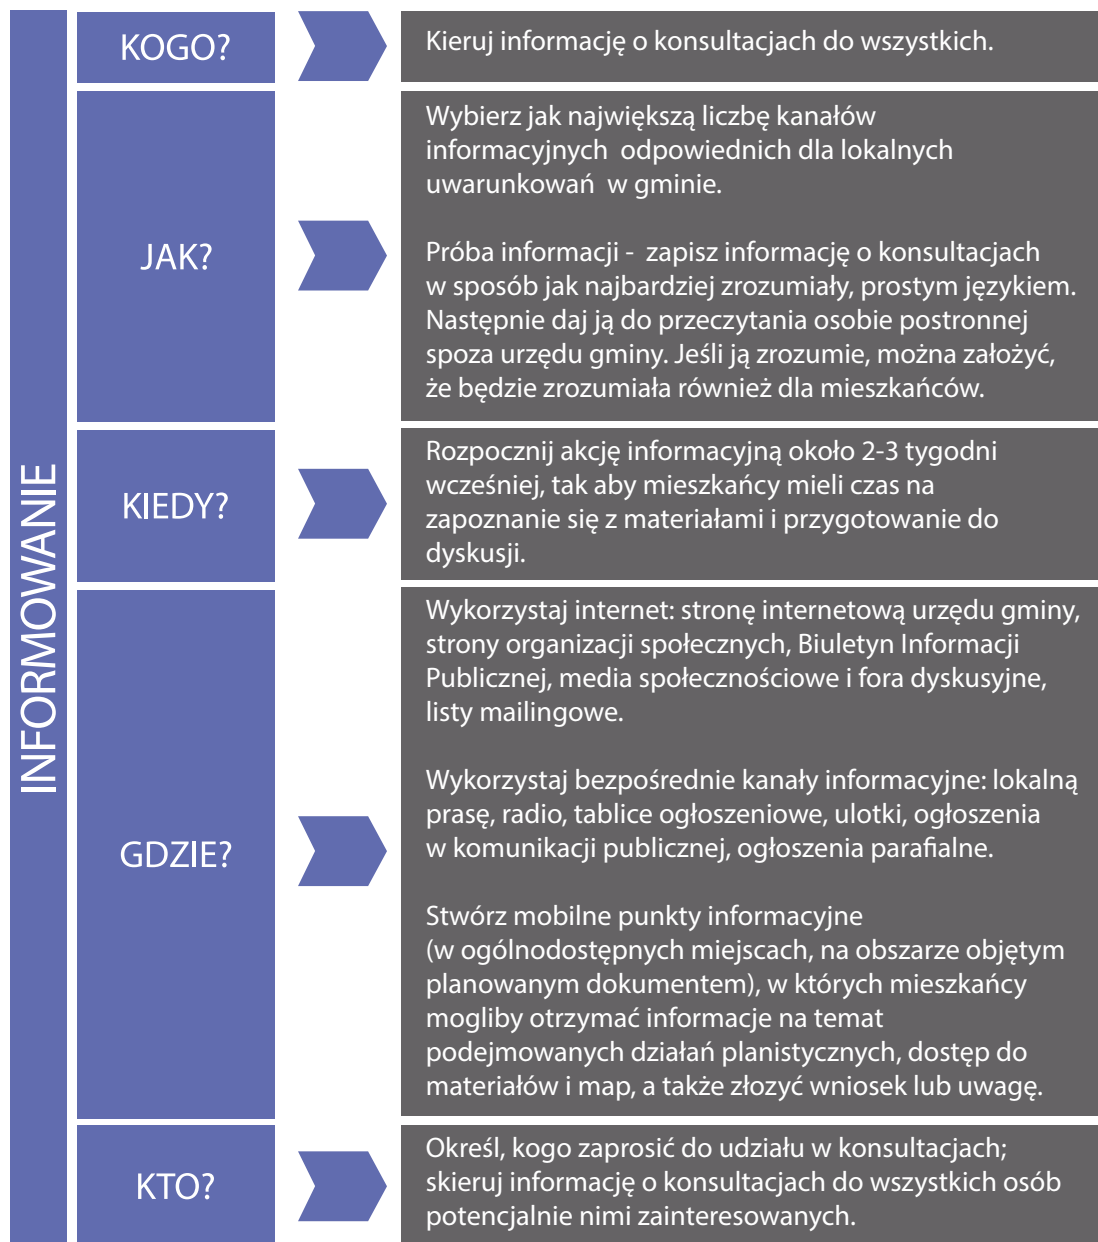 INFORMOWANIE
KOGO?
Kieruj informację o konsultacjach do wszystkich.
JAK?
Wybierz jak największą liczbę kanałów
informacyjnych odpowiednich dla lokalnych
uwarunkowań w gminie.
Próba informacji - zapisz informację o konsultacjach
w sposób jak najbardziej zrozumiały, prostym językiem.
Następnie daj ją do przeczytania osobie postronnej
spoza urzędu gminy. Jeśli ją zrozumie, można założyć,
że będzie zrozumiała również dla mieszkańców.
KIEDY?
Rozpocznij akcję informacyjną około 2-3 tygodni
wcześniej, tak aby mieszkańcy mieli czas na
zapoznanie się z materiałami i przygotowanie do
dyskusji.
GDZIE?
Wykorzystaj internet: stronę internetową urzędu gminy,
strony organizacji społecznych, Biuletyn Informacji
Publicznej, media społecznościowe i fora dyskusyjne,
listy mailingowe.
Wykorzystaj bezpośrednie kanały informacyjne: lokalną
prasę, radio, tablice ogłoszeniowe, ulotki, ogłoszenia
w komunikacji publicznej, ogłoszenia parafialne.
Stwórz mobilne punkty informacyjne
(w ogólnodostępnych miejscach, na obszarze objętym
planowanym dokumentem), w których mieszkańcy
mogliby otrzymać informacje na temat
podejmowanych działań planistycznych, dostęp do
materiałów i map, a także złozyć wniosek lub uwagę.
KTO?
Określ, kogo zaprosić do udziału w konsultacjach;
skieruj informację o konsultacjach do wszystkich osób
potencjalnie nimi zainteresowanych.